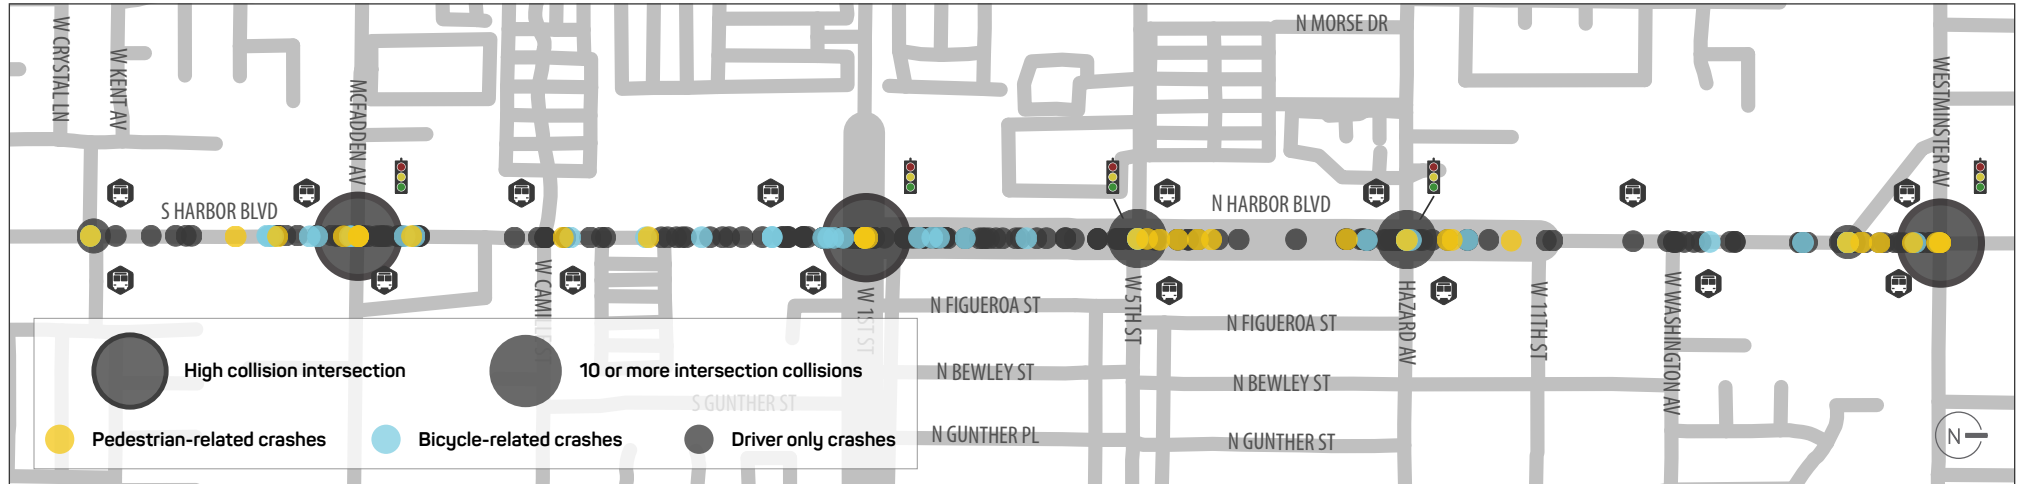 W CRYSTAL LN
W KENT AV
MCFADDEN AV
N MORSE DR
WESTMINSTER AV
S HARBOR BLVD
N HARBOR BLVD
W CAMILLE ST
W 1ST ST
W 5TH ST
HAZARD AV
W 11TH ST
W WASHINGTON AV
N FIGUEROA ST
N FIGUEROA ST
N BEWLEY ST
N BEWLEY ST
S GUNTHER ST
N GUNTHER PL
N GUNTHER ST
High collision intersection
10 or more intersection collisions
Pedestrian-related crashes
Bicycle-related crashes
Driver only crashes
N